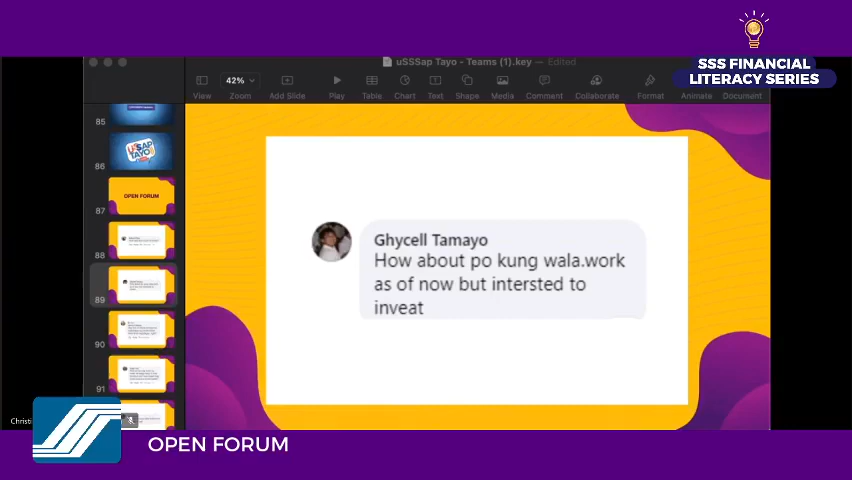 SSS FINANCIAL
LITERACY SERIES
uSSSap Tayo - Teams (1).key — Edited
42%
View Zoom Add Slide Play Table Chart Text Shape Media Comment Collaborate Format Animate Document
85
86
87
OPEN FORUM
88
89
90
91
Ghycell Tamayo
How about po kung wala.work
as of now but intersted to
inveat
Christi
OPEN FORUM